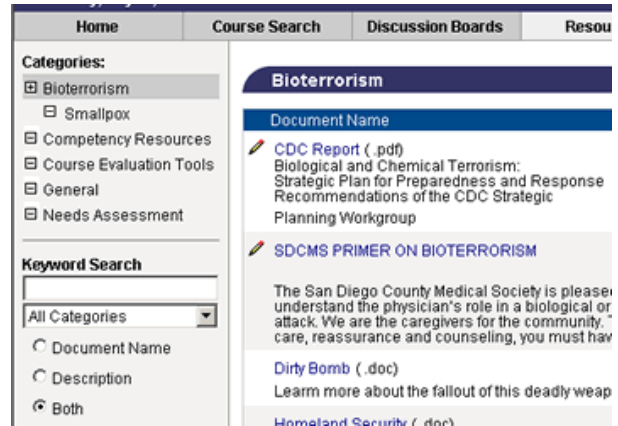 Home Course Search Discussion Boards Resou
Categories:
Bioterrorism
Smallpox
Competency Resources
Course Evaluation Tools
General
Needs Assessment
Keyword Search
All Categories
Document Name
Description
Both
Bioterrorism
Document Name
CDC Report ( .pdf)
Biological and Chemical Terrorism:
Strategic Plan for Preparedness and Response
Recommendations of the CDC Strategic
Planning Workgroup
SDCMS PRIMER ON BIOTERRORISM
The San Diego County Medical Society is please
understand the physician's role in a biological or
attack. We are the caregivers for the community.
care, reassurance and counseling, you must hav
Dirty Bomb ( .doc)
Learm more about the fallout of this deadly weap
Homeland Security ( .doc)